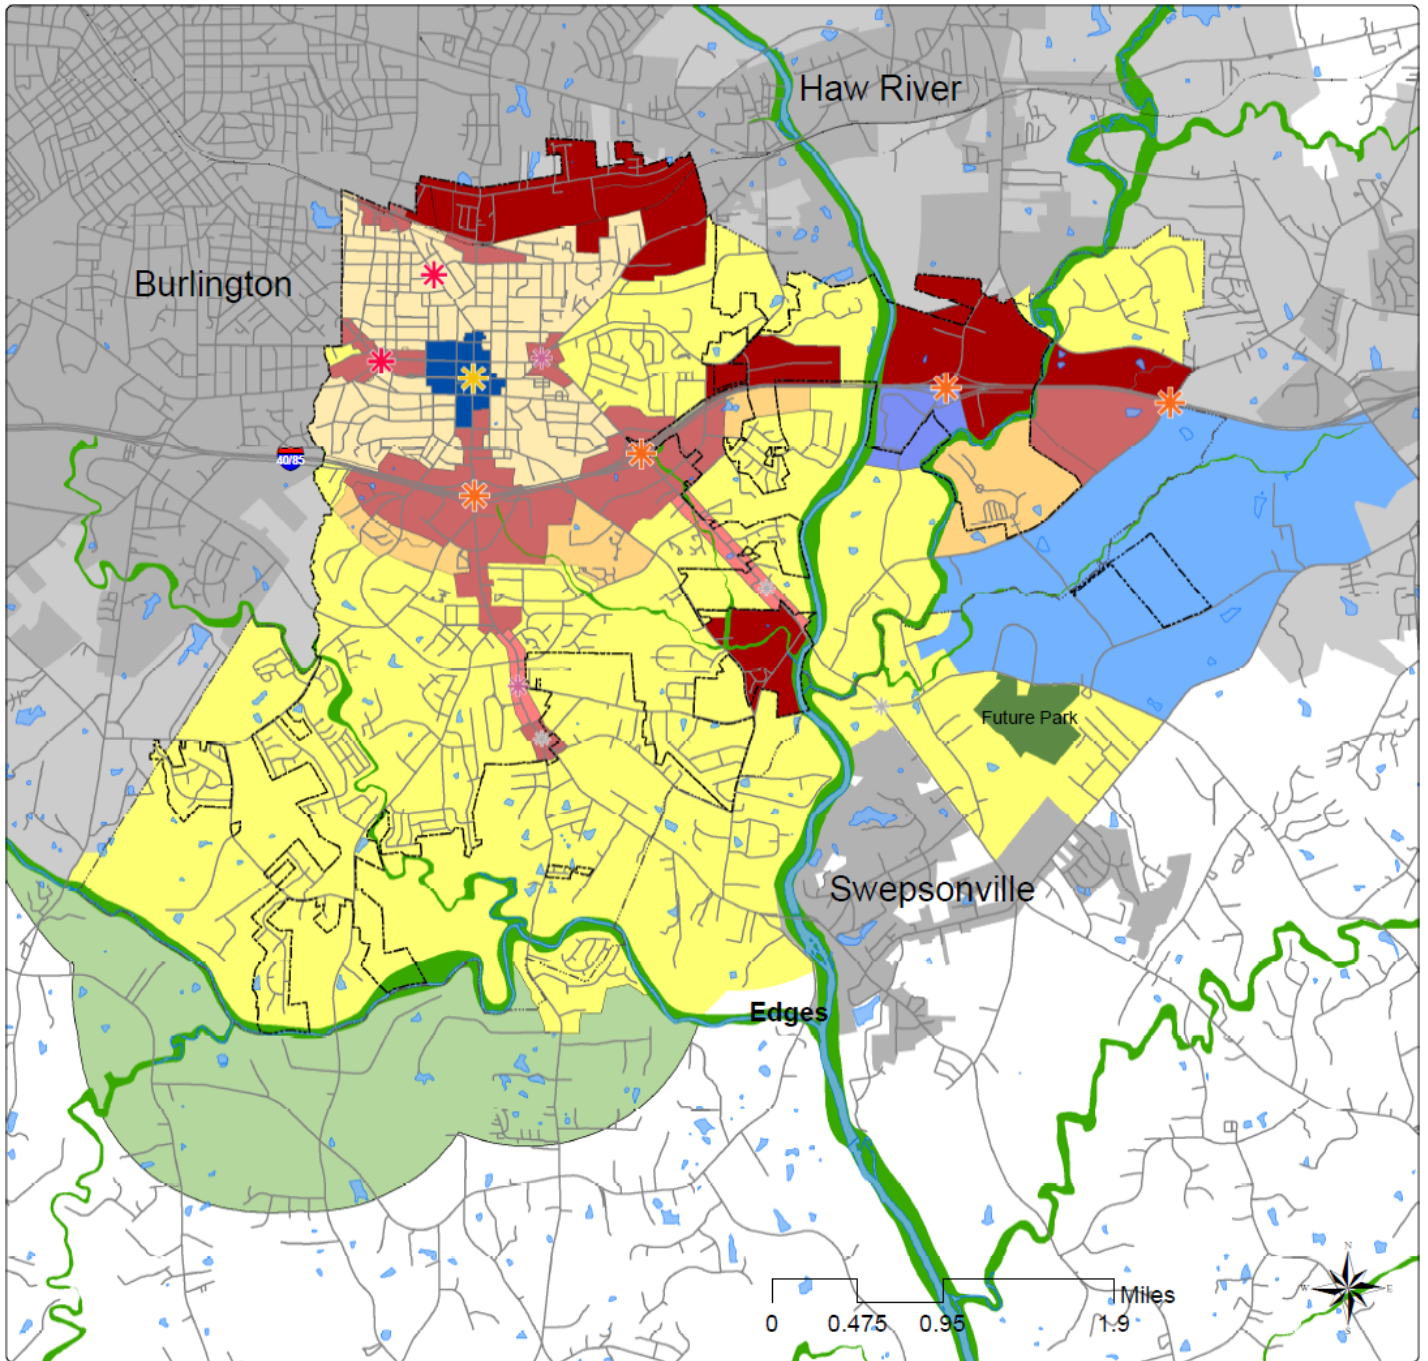 Haw River
Burlington
40/85
Future Park
Swepsonville
Edges
N
W
E
S
Miles
0
0.475
0.95
1.9